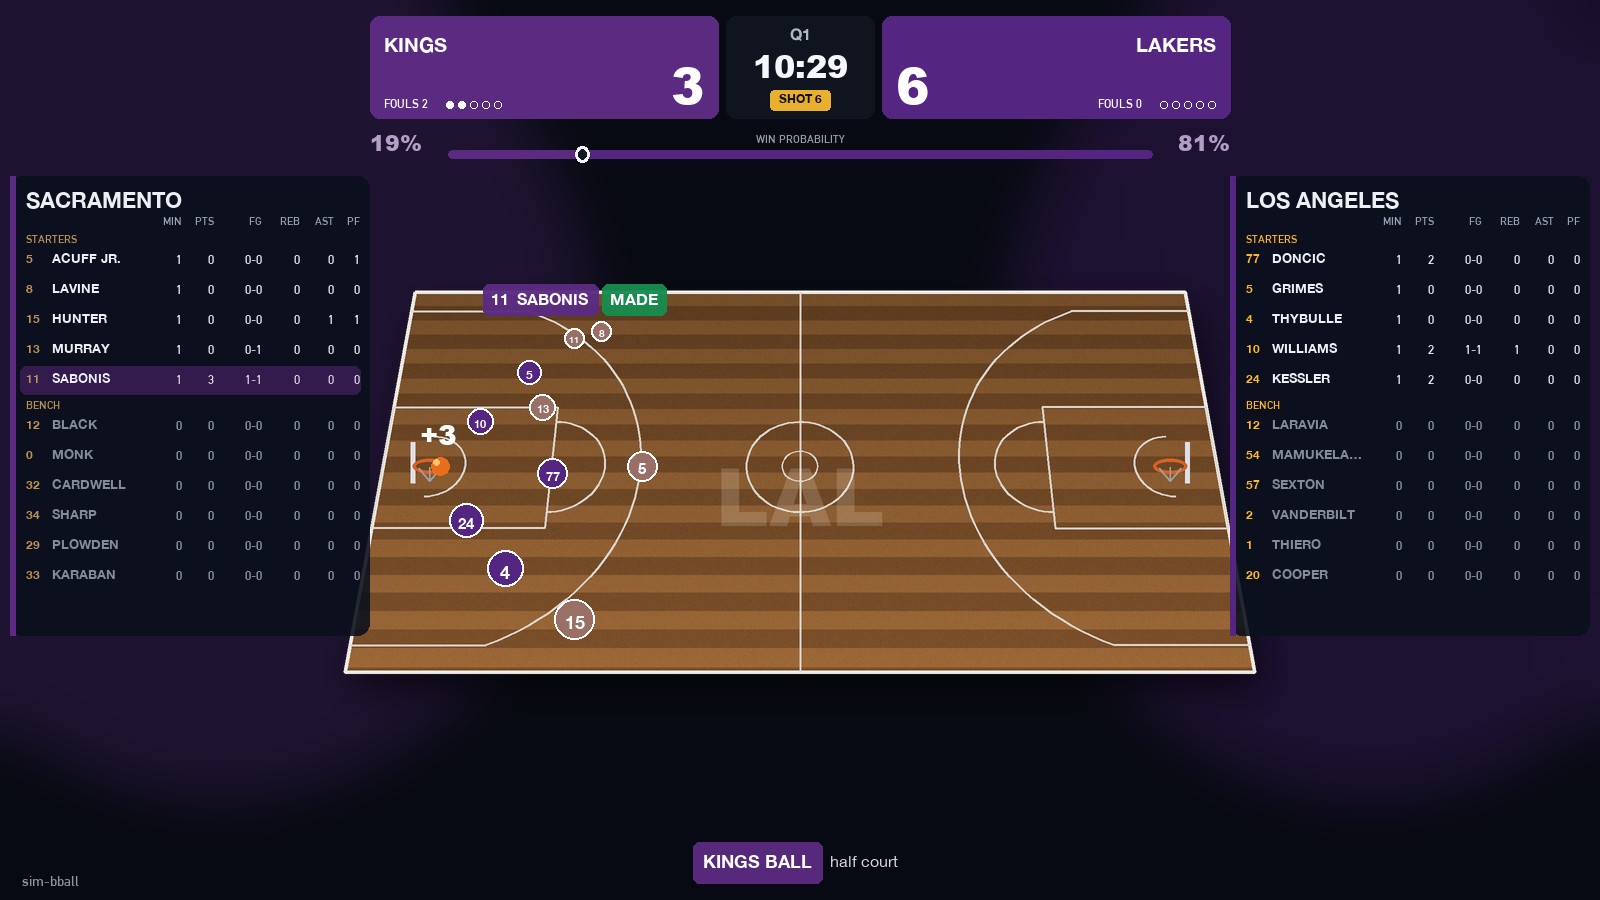 KINGS
3
FOULS 2
Q1
10:29
SHOT 6
LAKERS
6
FOULS 0
19%
WIN PROBABILITY
81%
SACRAMENTO
MIN PTS FG REB AST PF
STARTERS
5 ACUFF JR. 1 0 0-0 0 0 1
8 LAVINE 1 0 0-0 0 0 0
15 HUNTER 1 0 0-0 0 1 1
13 MURRAY 1 0 0-1 0 0 0
11 SABONIS 1 3 1-1 0 0 0
BENCH
12 BLACK 0 0 0-0 0 0 0
0 MONK 0 0 0-0 0 0 0
32 CARDWELL 0 0 0-0 0 0 0
34 SHARP 0 0 0-0 0 0 0
29 PLOWDEN 0 0 0-0 0 0 0
33 KARABAN 0 0 0-0 0 0 0
11 SABONIS MADE
11
8
5
13
10
+3
77
5
24
4
15
LAL
LOS ANGELES
MIN PTS FG REB AST PF
STARTERS
77 DONCIC 1 2 0-0 0 0 0
5 GRIMES 1 0 0-0 0 0 0
4 THYBULLE 1 0 0-0 0 0 0
10 WILLIAMS 1 2 1-1 1 0 0
24 KESSLER 1 2 0-0 0 0 0
BENCH
12 LARAVIA 0 0 0-0 0 0 0
54 MAMUKELA... 0 0 0-0 0 0 0
57 SEXTON 0 0 0-0 0 0 0
2 VANDERBILT 0 0 0-0 0 0 0
1 THIERO 0 0 0-0 0 0 0
20 COOPER 0 0 0-0 0 0 0
KINGS BALL half court
sim-bball